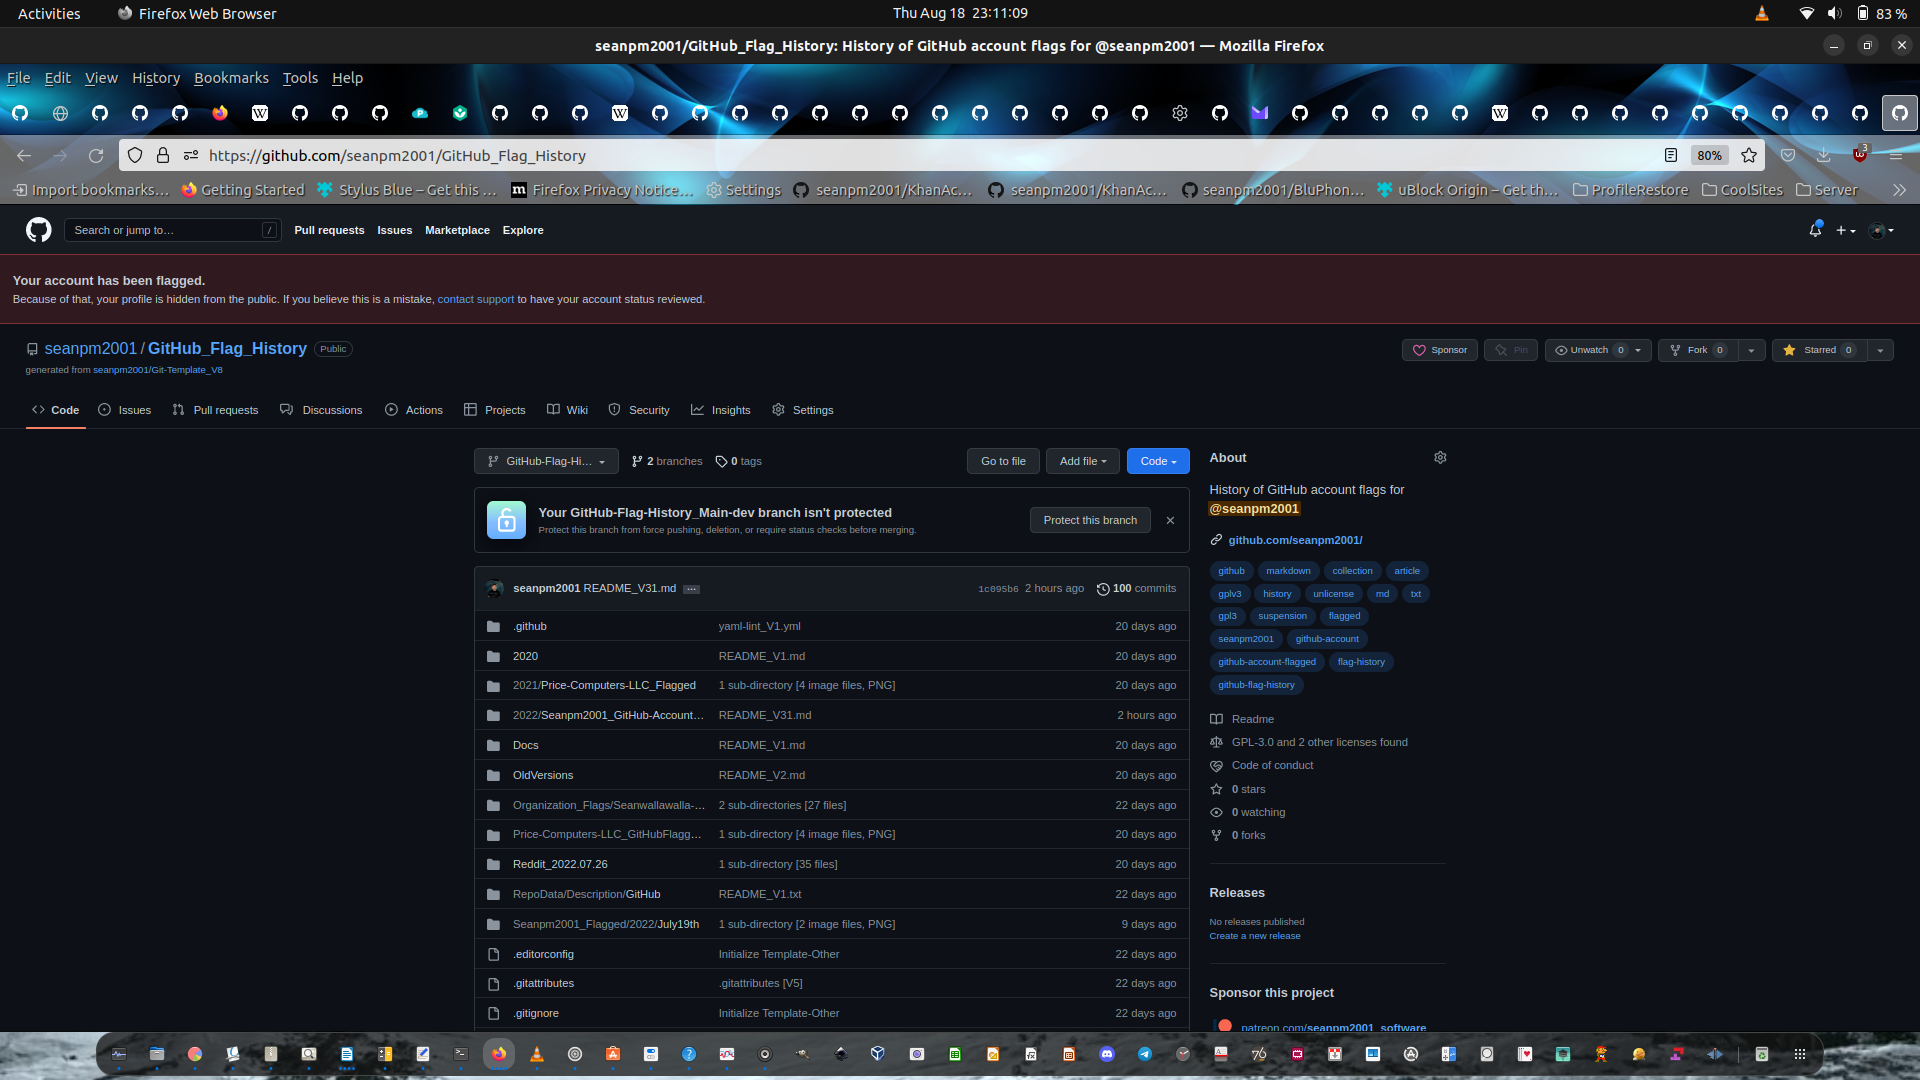 Activities
Firefox Web Browser
Thu Aug 18 23:11:09
83 %
seanpm2001/GitHub_Flag_History: History of GitHub account flags for @seanpm2001 — Mozilla Firefox
File Edit View History Bookmarks Tools Help
https://github.com/seanpm2001/GitHub_Flag_History
80%
3
Import bookmarks…
Getting Started
Stylus Blue – Get this …
Firefox Privacy Notice…
Settings
seanpm2001/KhanAc…
seanpm2001/KhanAc…
seanpm2001/BluPhon…
uBlock Origin – Get th…
ProfileRestore
CoolSites
Server
Search or jump to…
/
Pull requests
Issues
Marketplace
Explore
Your account has been flagged.
Because of that, your profile is hidden from the public. If you believe this is a mistake, contact support to have your account status reviewed.
seanpm2001 / GitHub_Flag_History
Public
generated from seanpm2001/Git-Template_V8
Sponsor
Pin
Unwatch 0
Fork 0
Starred 0
Code
Issues
Pull requests
Discussions
Actions
Projects
Wiki
Security
Insights
Settings
GitHub-Flag-Hi…
2 branches
0 tags
Go to file
Add file
Code
Your GitHub-Flag-History_Main-dev branch isn't protected
Protect this branch from force pushing, deletion, or require status checks before merging.
Protect this branch
seanpm2001 README_V31.md …
1c095b6 2 hours ago
100 commits
.github yaml-lint_V1.yml 20 days ago
2020 README_V1.md 20 days ago
2021/Price-Computers-LLC_Flagged 1 sub-directory [4 image files, PNG] 20 days ago
2022/Seanpm2001_GitHub-Account… README_V31.md 2 hours ago
Docs README_V1.md 20 days ago
OldVersions README_V2.md 20 days ago
Organization_Flags/Seanwallawalla-… 2 sub-directories [27 files] 22 days ago
Price-Computers-LLC_GitHubFlagg… 1 sub-directory [4 image files, PNG] 20 days ago
Reddit_2022.07.26 1 sub-directory [35 files] 20 days ago
RepoData/Description/GitHub README_V1.txt 22 days ago
Seanpm2001_Flagged/2022/July19th 1 sub-directory [2 image files, PNG] 9 days ago
.editorconfig Initialize Template-Other 22 days ago
.gitattributes .gitattributes [V5] 22 days ago
.gitignore Initialize Template-Other 22 days ago
About
History of GitHub account flags for
@seanpm2001
github.com/seanpm2001/
github markdown collection article
gplv3 history unlicense md txt
gpl3 suspension flagged
seanpm2001 github-account
github-account-flagged flag-history
github-flag-history
Readme
GPL-3.0 and 2 other licenses found
Code of conduct
0 stars
0 watching
0 forks
Releases
No releases published
Create a new release
Sponsor this project
patreon.com/seanpm2001_software